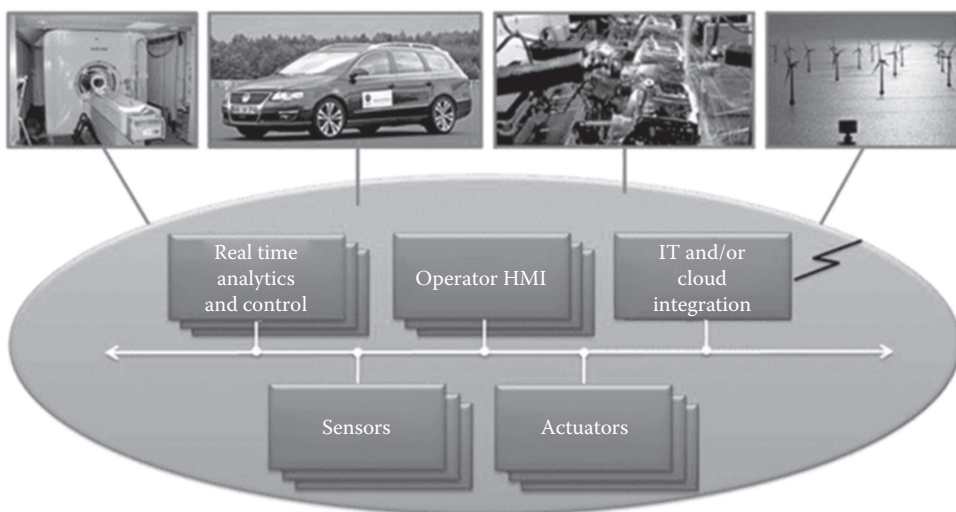 Real time
analytics
and control
Operator HMI
IT and/or
cloud
integration
Sensors
Actuators